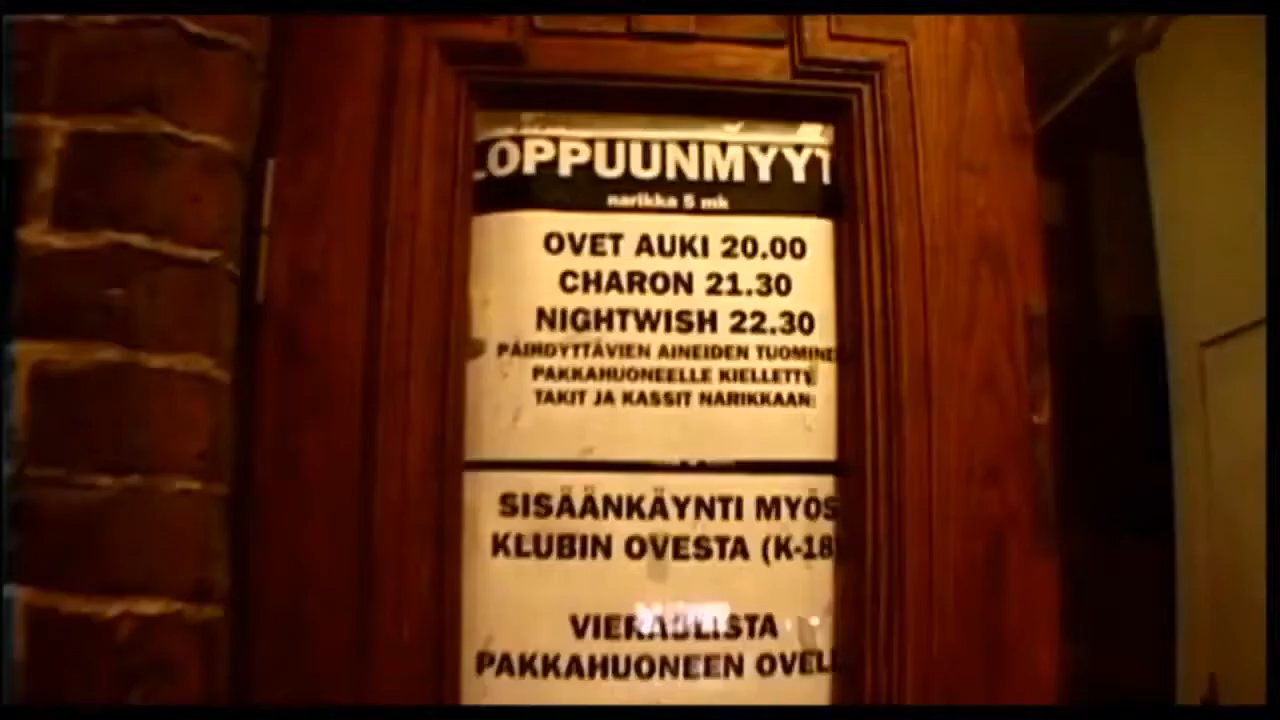 LOPPUUNMYYT
narikka 5 mk
OVET AUKI 20.00
CHARON 21.30
NIGHTWISH 22.30
PÄIHDYTTÄVIEN AINEIDEN TUOMINE
PAKKAHUONEELLE KIELLETTY
TAKIT JA KASSIT NARIKKAAN!
SISÄÄNKÄYNTI MYÖS
KLUBIN OVESTA (K-18)
VIERASLISTA
PAKKAHUONEEN OVEL